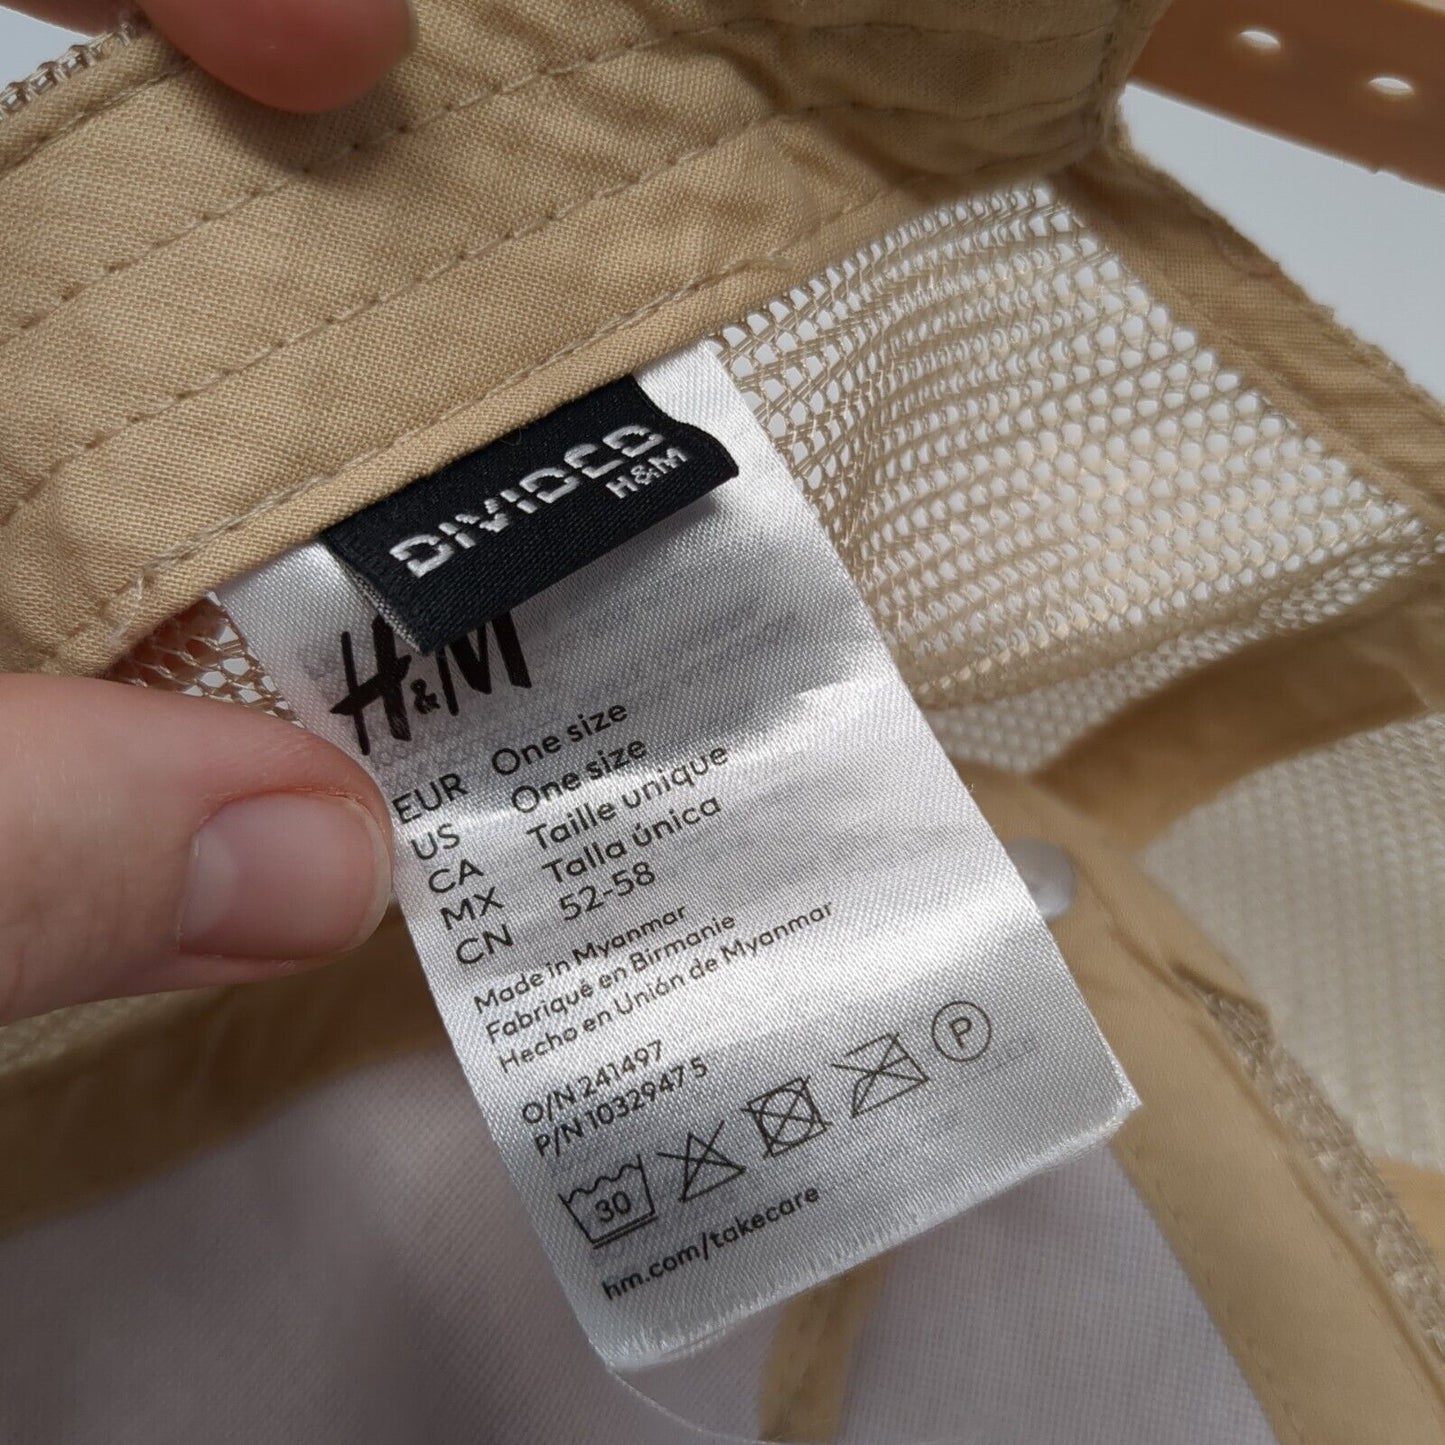 DIVIDED
H&M
H&M
EUR One size
US One size
CA Taille unique
MX Talla única
CN 52-58
Made in Myanmar
Fabriqué en Birmanie
Hecho en Unión de Myanmar
O/N 241497
P/N 10329475
30
P
hm.com/takecare